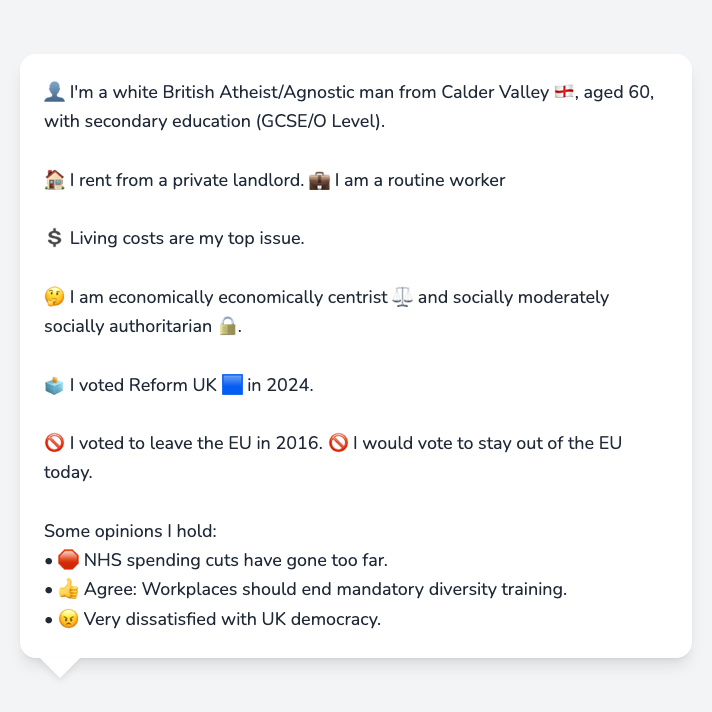 👤 I'm a white British Atheist/Agnostic man from Calder Valley 🏴󠁧󠁢󠁥󠁮󠁧󠁿, aged 60,
with secondary education (GCSE/O Level).
🏠 I rent from a private landlord. 💼 I am a routine worker
💲 Living costs are my top issue.
🤔 I am economically economically centrist ⚖️ and socially moderately
socially authoritarian 🔒.
🗳️ I voted Reform UK 🟦 in 2024.
🚫 I voted to leave the EU in 2016. 🚫 I would vote to stay out of the EU
today.
Some opinions I hold:
• 🛑 NHS spending cuts have gone too far.
• 👍 Agree: Workplaces should end mandatory diversity training.
• 😠 Very dissatisfied with UK democracy.